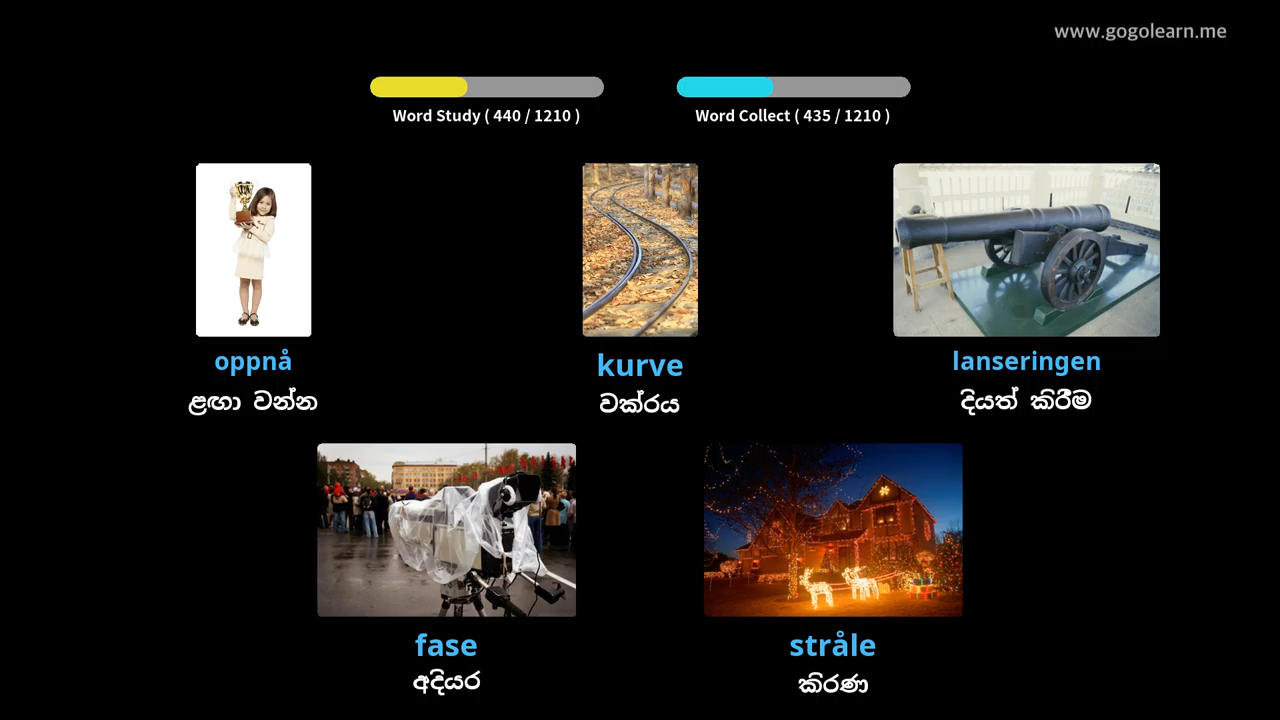 www.gogolearn.me
Word Study ( 440 / 1210 )
Word Collect ( 435 / 1210 )
oppnå
ළඟා වන්න
kurve
වක්රය
lanseringen
දියත් කිරීම
fase
අදියර
stråle
කිරණ